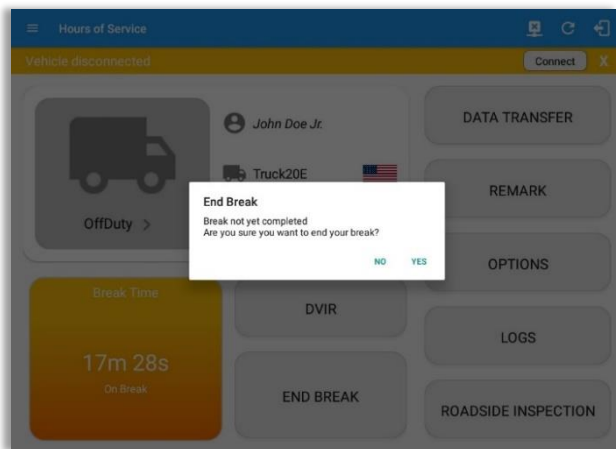 Hours of Service
Vehicle disconnected
Connect
X
John Doe Jr.
Truck20E
OffDuty >
DATA TRANSFER
REMARK
OPTIONS
LOGS
ROADSIDE INSPECTION
End Break
Break not yet completed
Are you sure you want to end your break?
NO YES
Break Time
17m 28s
On Break
DVIR
END BREAK